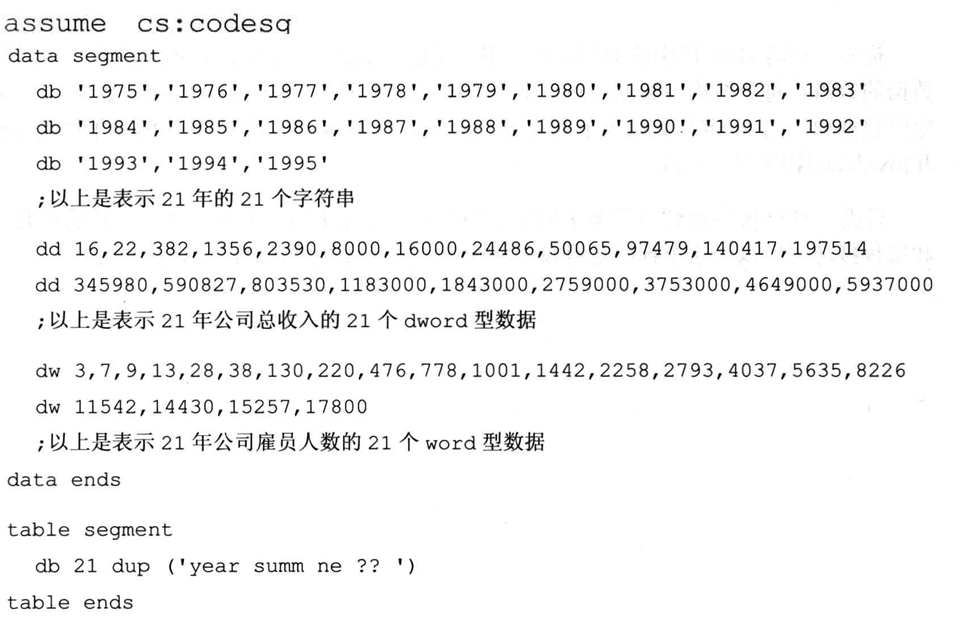 assume cs:codesg
data segment
db '1975','1976','1977','1978','1979','1980','1981','1982','1983'
db '1984','1985','1986','1987','1988','1989','1990','1991','1992'
db '1993','1994','1995'
;以上是表示 21 年的 21 个字符串
dd 16,22,382,1356,2390,8000,16000,24486,50065,97479,140417,197514
dd 345980,590827,803530,1183000,1843000,2759000,3753000,4649000,5937000
;以上是表示 21 年公司总收入的 21 个 dword 型数据
dw 3,7,9,13,28,38,130,220,476,778,1001,1442,2258,2793,4037,5635,8226
dw 11542,14430,15257,17800
;以上是表示 21 年公司雇员人数的 21 个 word 型数据
data ends
table segment
db 21 dup ('year summ ne ?? ')
table ends